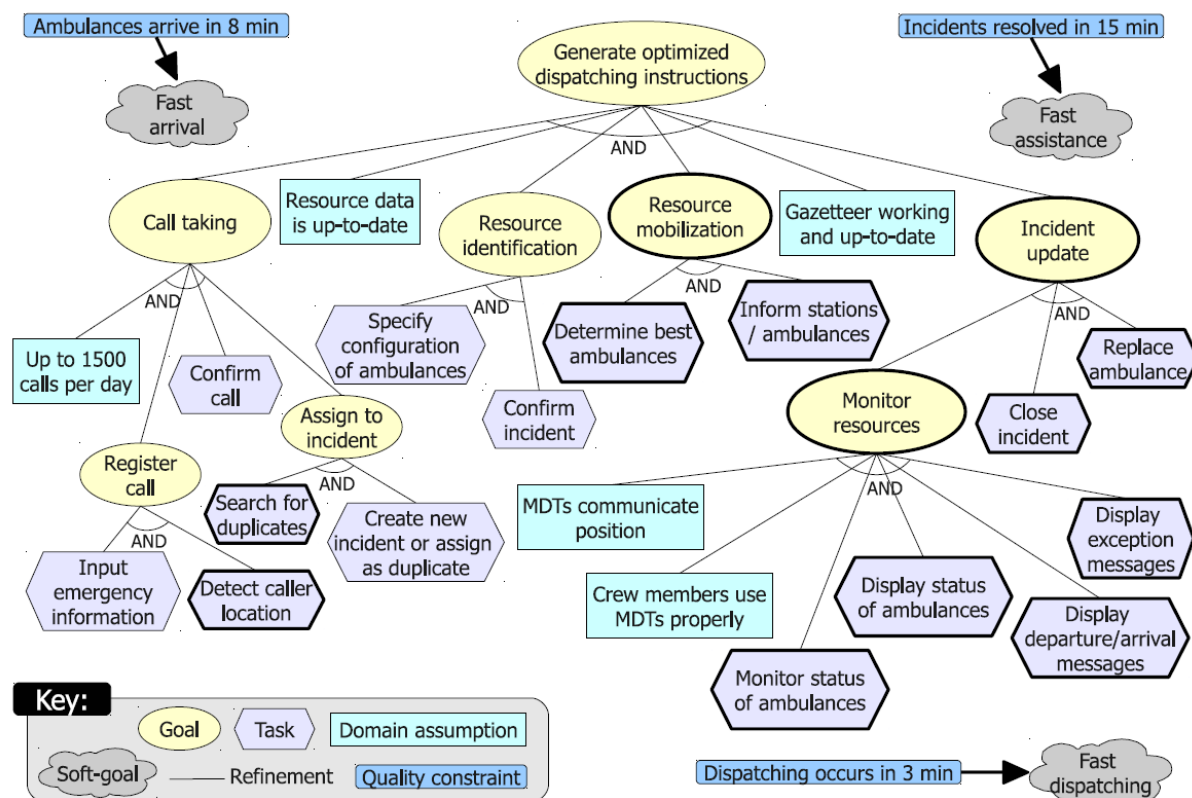 Ambulances arrive in 8 min
Fast
arrival
Generate optimized
dispatching instructions
Incidents resolved in 15 min
Fast
assistance
AND
Call taking
Resource data
is up-to-date
Resource
identification
Resource
mobilization
Gazetteer working
and up-to-date
Incident
update
AND
AND
AND
AND
Up to 1500
calls per day
Confirm
call
Specify
configuration
of ambulances
Determine best
ambulances
Inform stations
/ ambulances
Replace
ambulance
Assign to
incident
Confirm
incident
Monitor
resources
Close
incident
Register
call
AND
Search for
duplicates
Create new
incident or assign
as duplicate
MDTs communicate
position
AND
Display
exception
messages
AND
Input
emergency
information
Detect caller
location
Crew members use
MDTs properly
Display status
of ambulances
Display
departure/arrival
messages
Monitor status
of ambulances
Key:
Goal
Task
Domain assumption
Soft-goal
Refinement
Quality constraint
Dispatching occurs in 3 min
Fast
dispatching